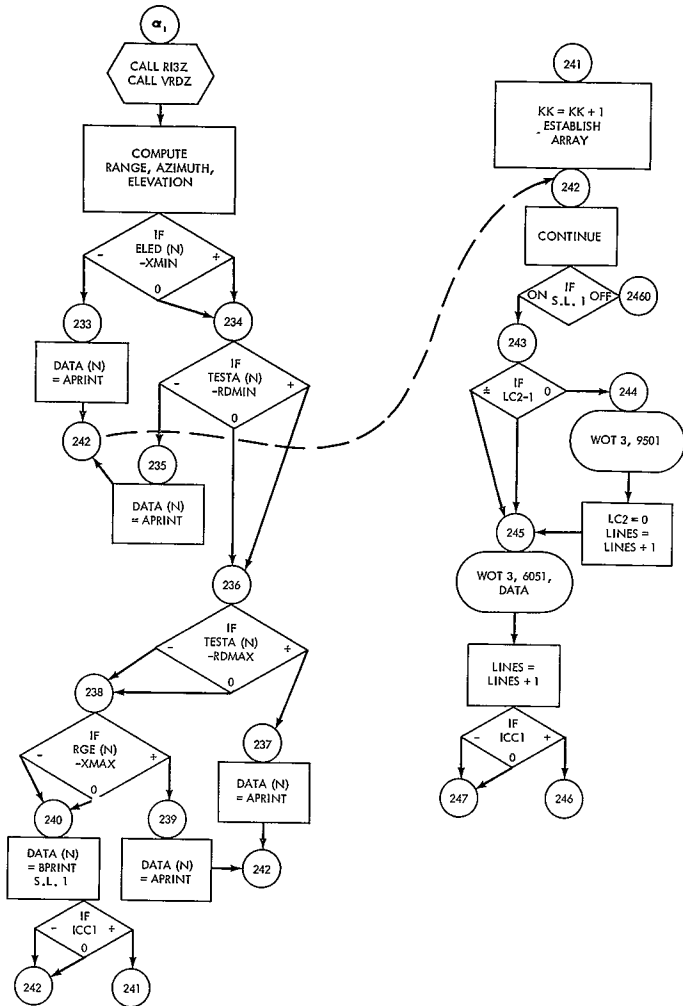 α1
CALL RI3Z
CALL VRDZ
COMPUTE
RANGE, AZIMUTH,
ELEVATION
IF
ELED (N)
-XMIN
-
+
0
233
234
DATA (N)
= APRINT
242
IF
TESTA (N)
-RDMIN
-
+
0
235
DATA (N)
= APRINT
236
IF
TESTA (N)
-RDMAX
-
+
0
238
237
IF
RGE (N)
-XMAX
-
+
0
DATA (N)
= APRINT
240
239
242
DATA (N)
= BPRINT
S.L. 1
DATA (N)
= APRINT
IF
ICC1
-
+
0
242
241
241
KK = KK + 1
ESTABLISH
ARRAY
242
CONTINUE
IF
S.L. 1
ON
OFF
2460
243
IF
LC2-1
0
244
WOT 3, 9501
LC2 = 0
LINES =
LINES + 1
245
WOT 3, 6051,
DATA
LINES =
LINES + 1
IF
ICC1
-
+
0
247
246